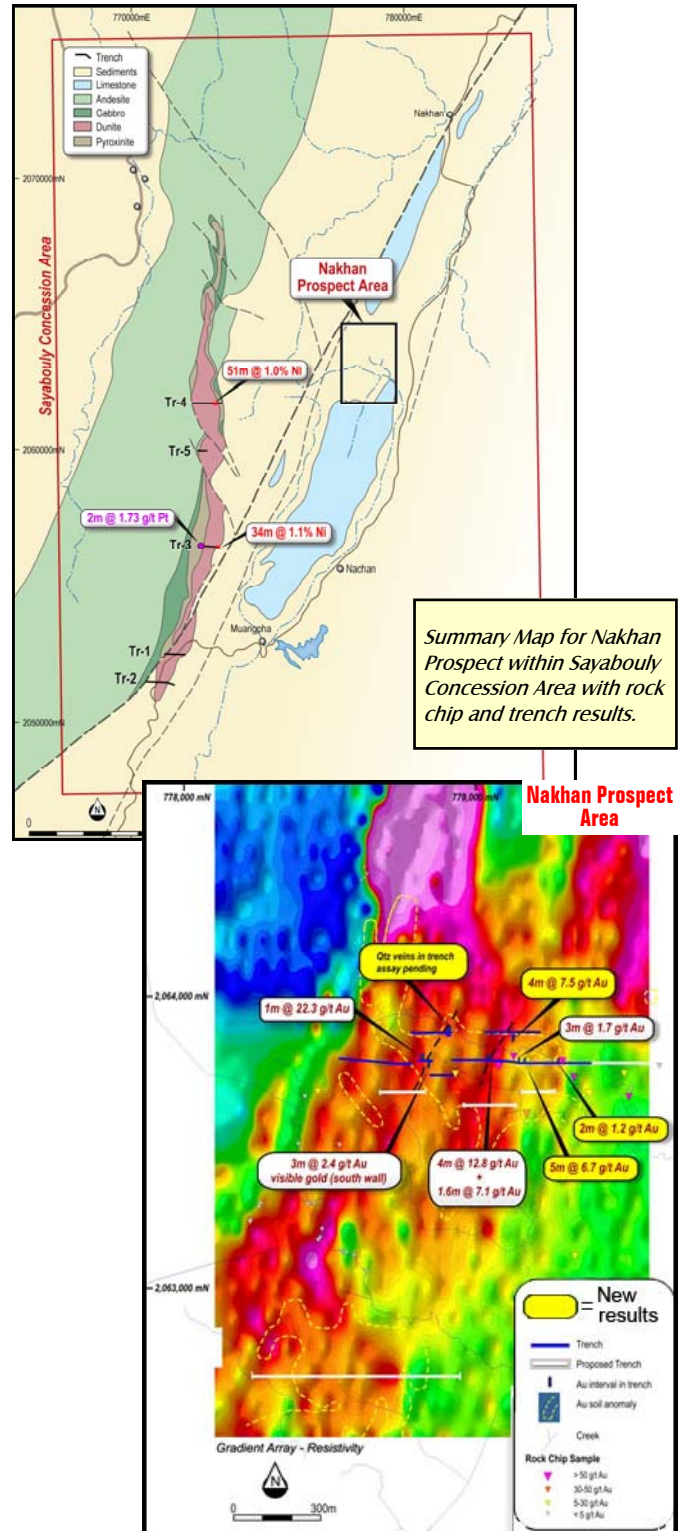 770000mE
780000mE
Trench
Sediments
Limestone
Andesite
Gabbro
Dunite
Pyroxinite
Nakhan
2070000mN
Sayabouly Concession Area
Nakhan
Prospect Area
51m @ 1.0% Ni
Tr-4
2060000mN
Tr-5
2m @ 1.73 g/t Pt
Tr-3
34m @ 1.1% Ni
Nachan
Muangpha
Tr-1
Tr-2
2050000mN
N
0
Summary Map for Nakhan
Prospect within Sayabouly
Concession Area with rock
chip and trench results.
Nakhan Prospect
Area
778,000 mN
779,000 mN
Qtz veins in trench
assay pending
4m @ 7.5 g/t Au
2,064,000 mN
1m @ 22.3 g/t Au
3m @ 1.7 g/t Au
2m @ 1.2 g/t Au
3m @ 2.4 g/t Au
visible gold (south wall)
4m @ 12.8 g/t Au
+
1.6m @ 7.1 g/t Au
5m @ 6.7 g/t Au
2,063,000 mN
= New
results
Trench
Proposed Trench
Au interval in trench
Au soil anomaly
Creek
Rock Chip Sample
> 50 g/t Au
30-50 g/t Au
5-30 g/t Au
< 5 g/t Au
Gradient Array - Resistivity
N
0
300m